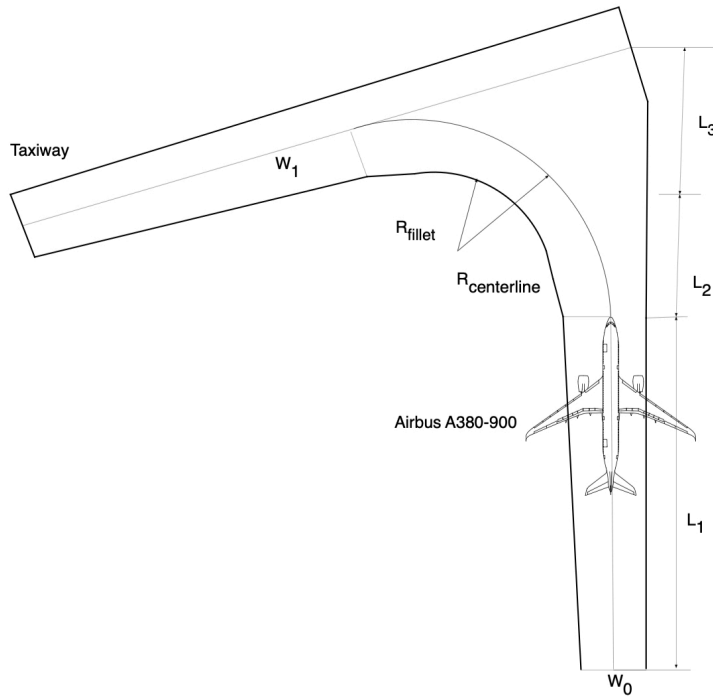 Taxiway
W1
L3
Rfillet
Rcenterline
L2
Airbus A380-900
L1
W0